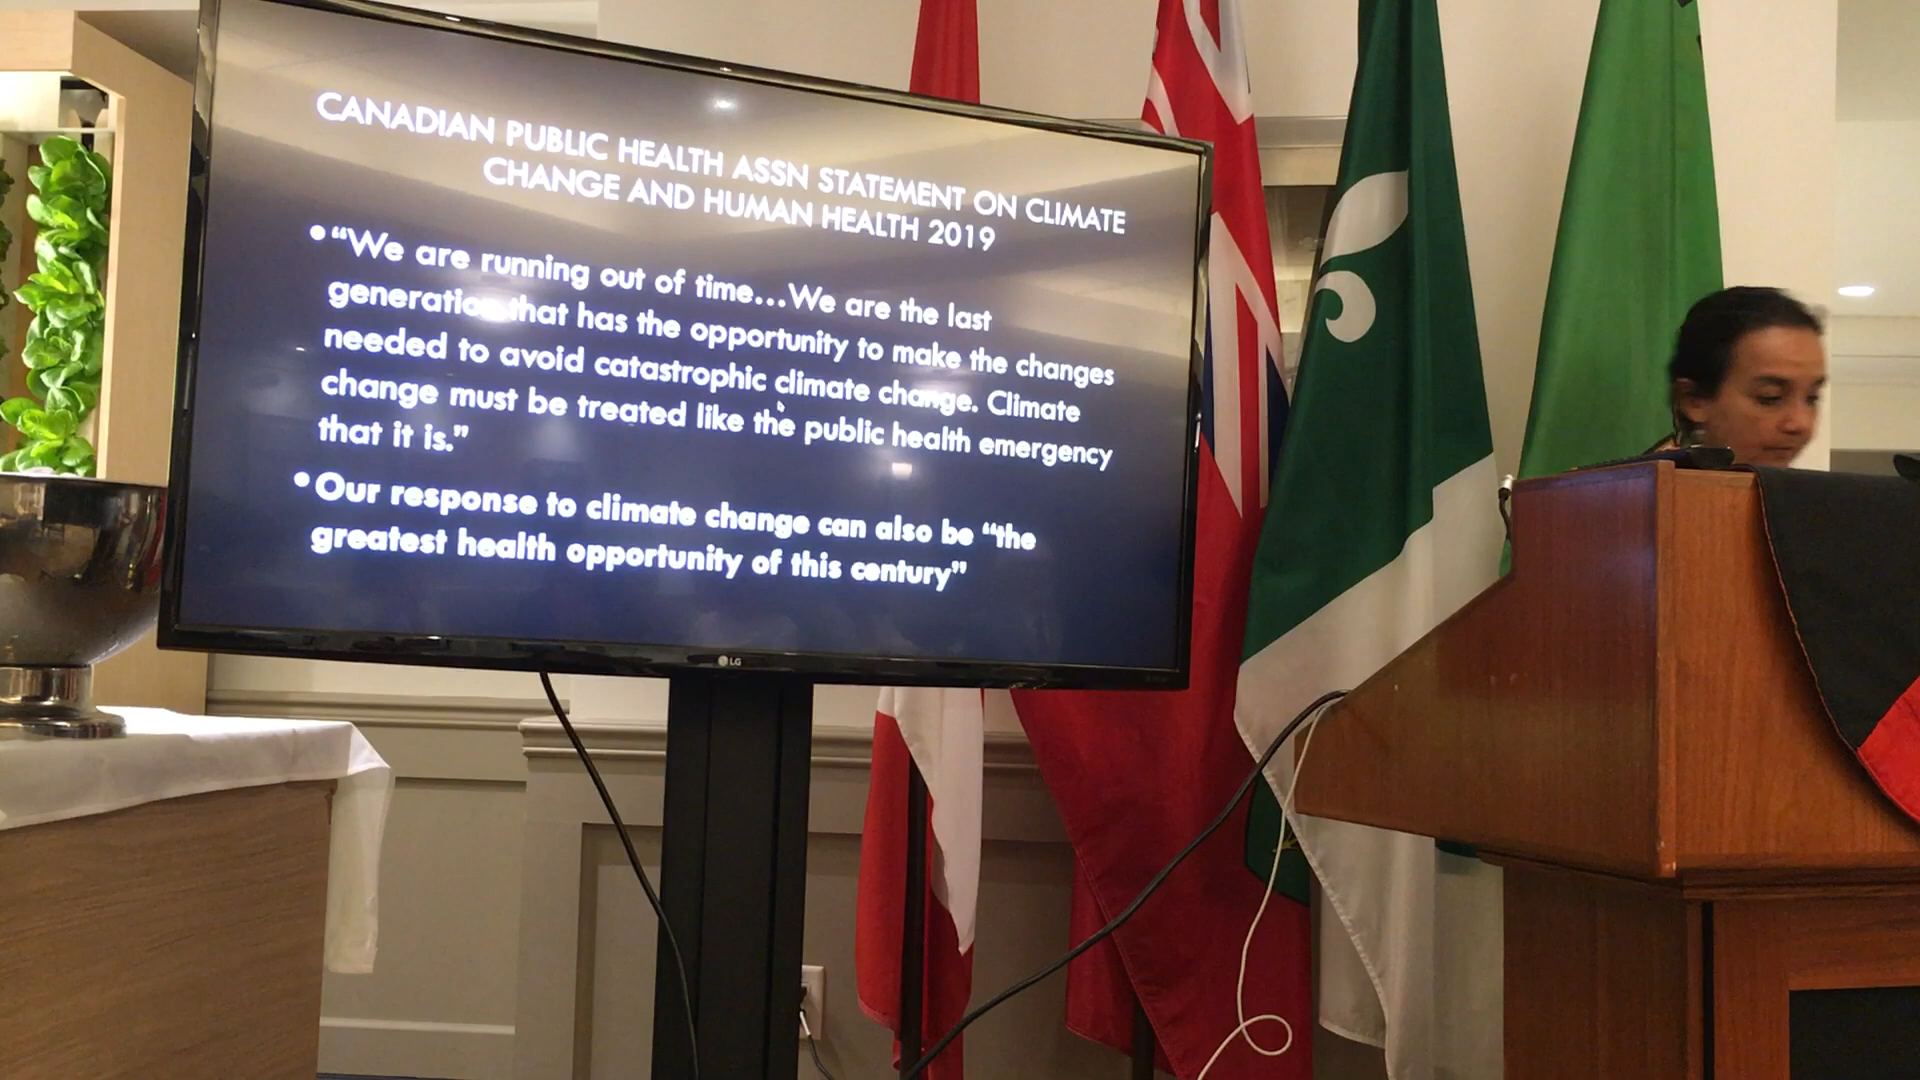 CANADIAN PUBLIC HEALTH ASSN STATEMENT ON CLIMATE
CHANGE AND HUMAN HEALTH 2019
•“We are running out of time...We are the last
generation that has the opportunity to make the changes
needed to avoid catastrophic climate change. Climate
change must be treated like the public health emergency
that it is.”
•Our response to climate change can also be “the
greatest health opportunity of this century”
LG